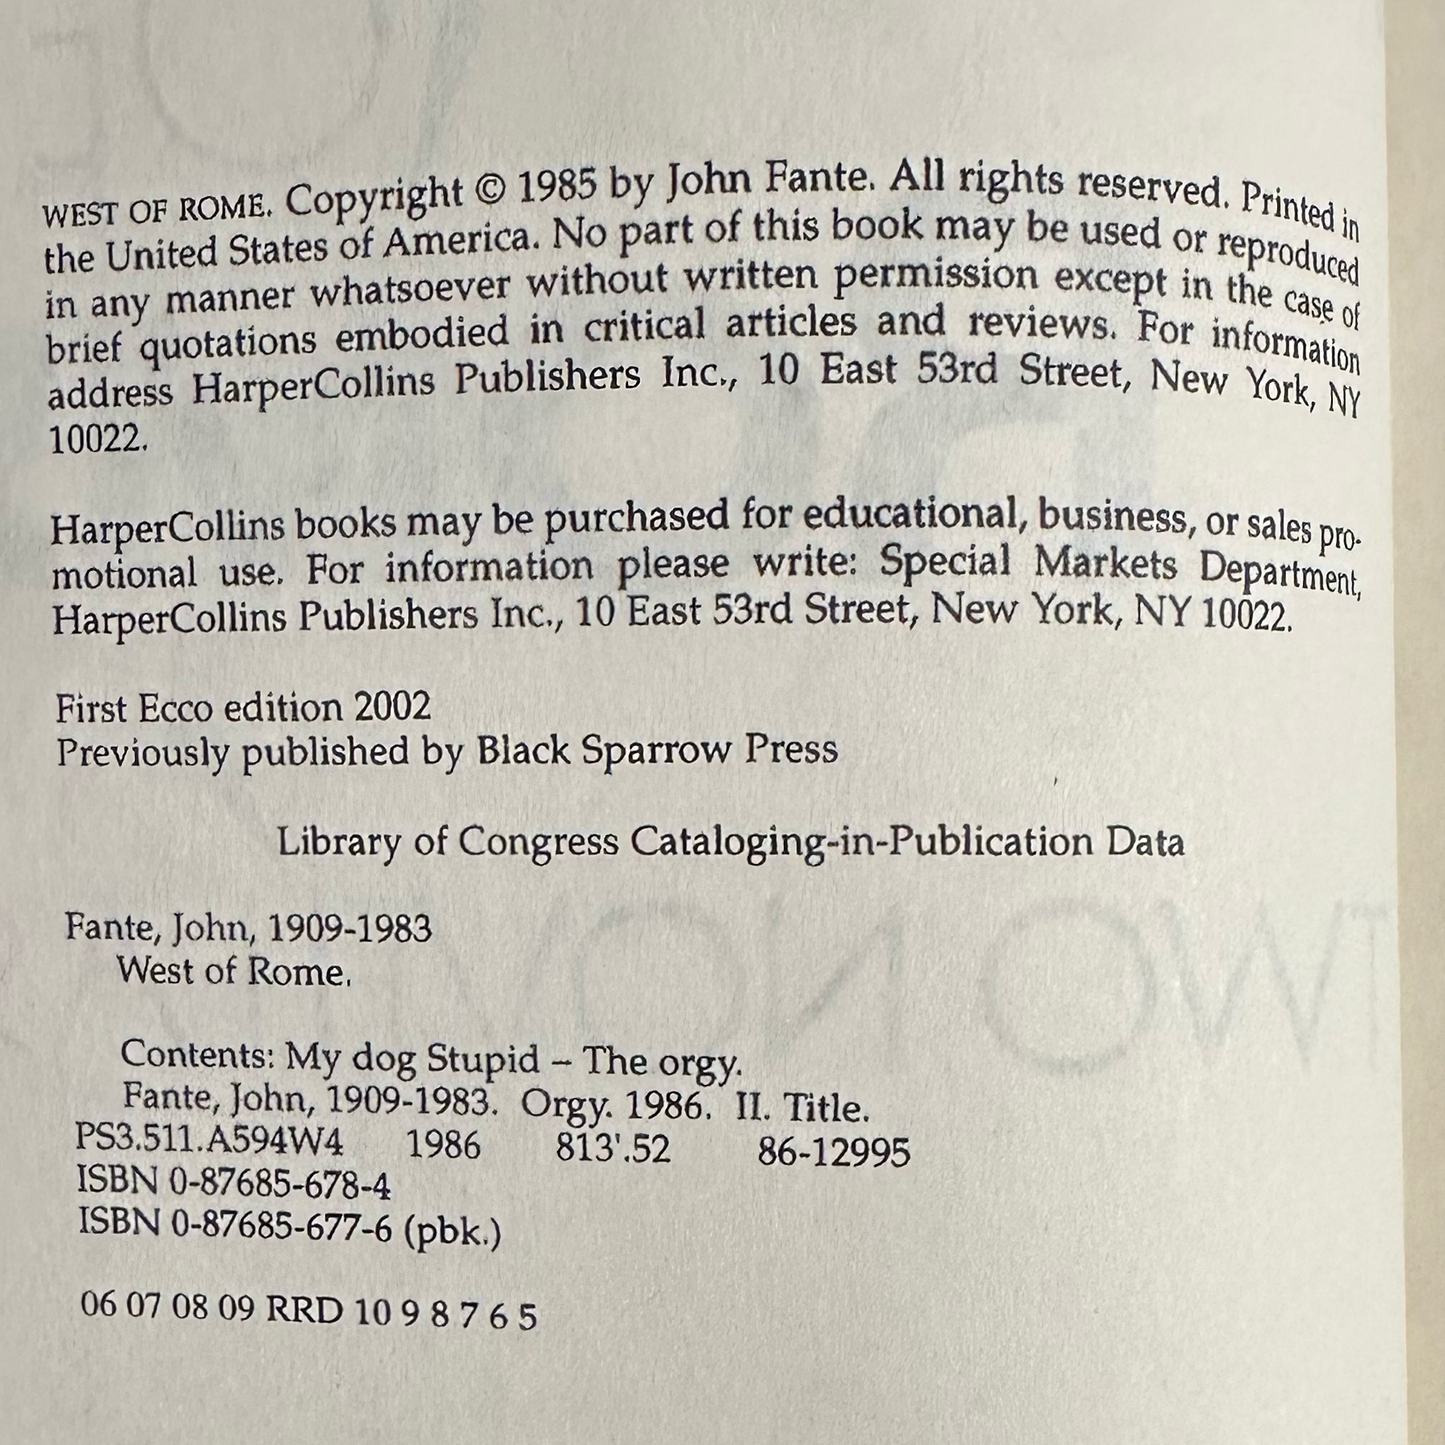 WEST OF ROME. Copyright © 1985 by John Fante. All rights reserved. Printed in
the United States of America. No part of this book may be used or reproduced
in any manner whatsoever without written permission except in the case of
brief quotations embodied in critical articles and reviews. For information
address HarperCollins Publishers Inc., 10 East 53rd Street, New York, NY
10022.
HarperCollins books may be purchased for educational, business, or sales pro-
motional use. For information please write: Special Markets Department,
HarperCollins Publishers Inc., 10 East 53rd Street, New York, NY 10022.
First Ecco edition 2002
Previously published by Black Sparrow Press
Library of Congress Cataloging-in-Publication Data
Fante, John, 1909-1983
West of Rome.
Contents: My dog Stupid – The orgy.
Fante, John, 1909-1983. Orgy. 1986. II. Title.
PS3.511.A594W4 1986 813'.52 86-12995
ISBN 0-87685-678-4
ISBN 0-87685-677-6 (pbk.)
06 07 08 09 RRD 10 9 8 7 6 5